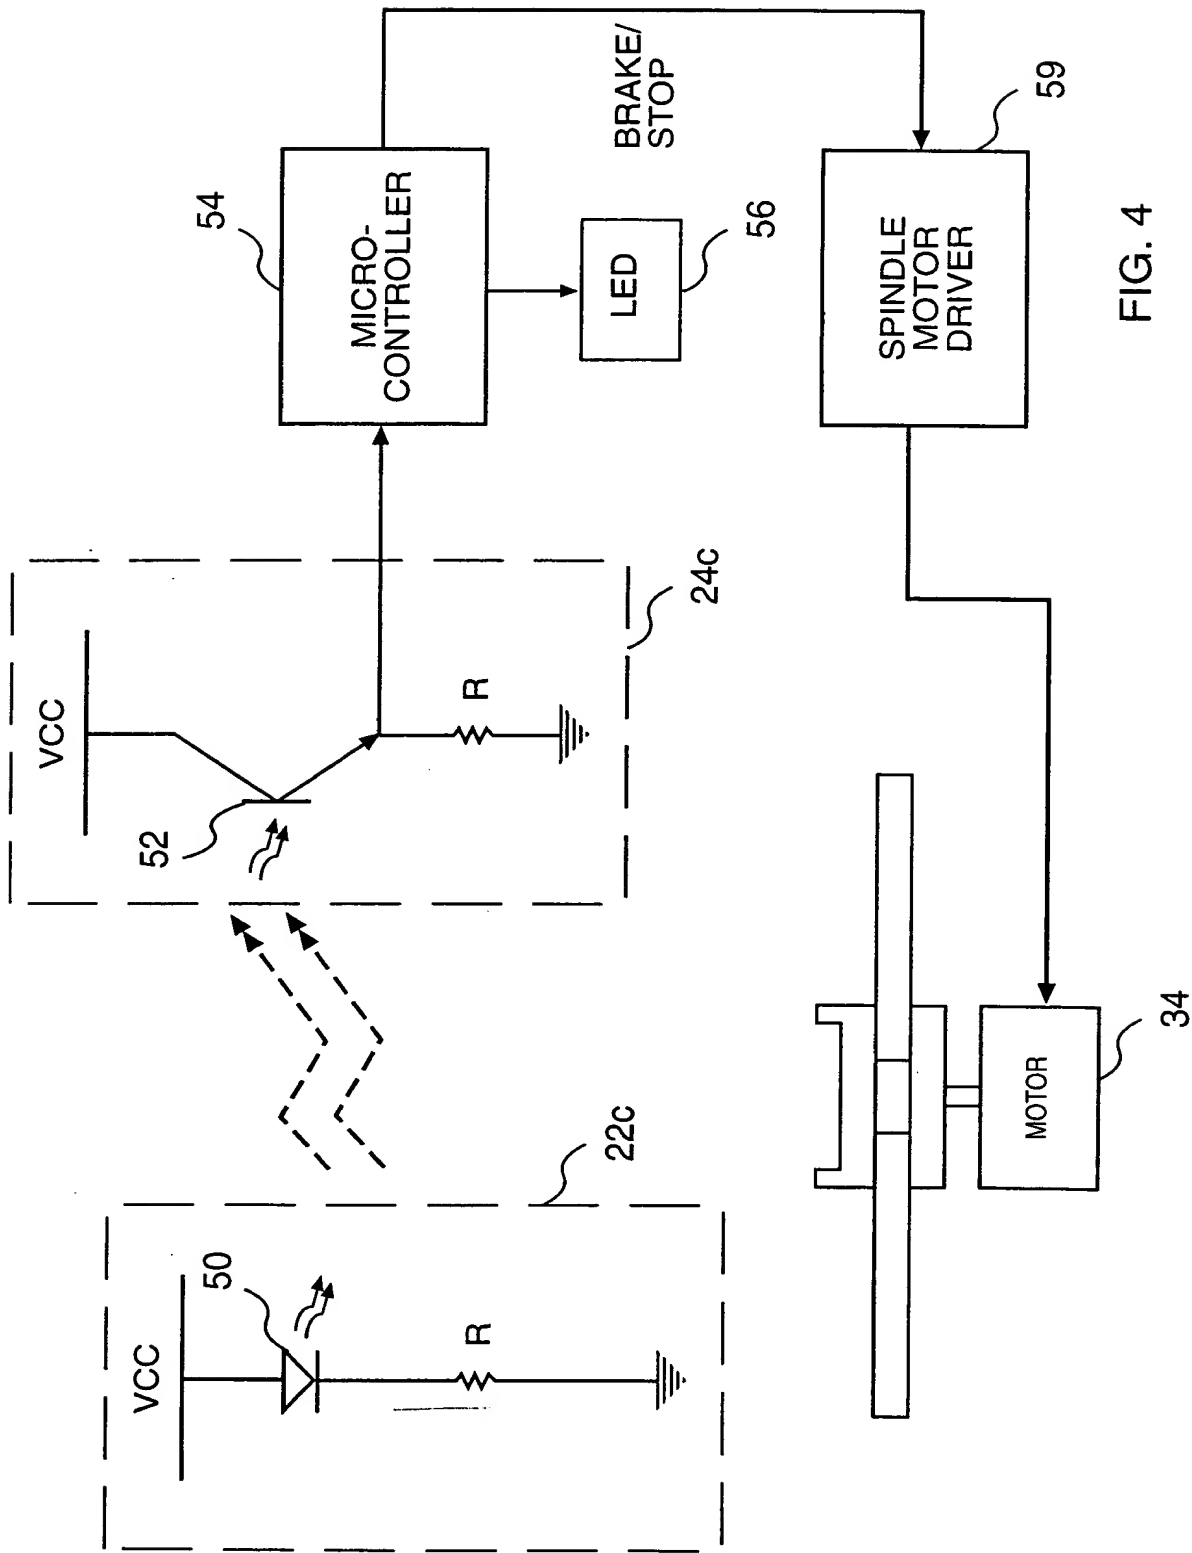 VCC
50
R
22c
VCC
52
R
24c
54
MICRO-
CONTROLLER
LED
56
BRAKE/
STOP
SPINDLE
MOTOR
DRIVER
59
MOTOR
34
FIG. 4